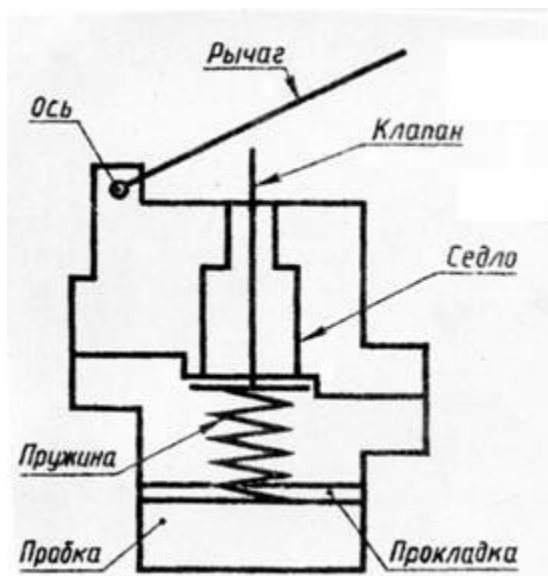 Рычаг
Ось
Клапан
Седло
Пружина
Пробка
Прокладка